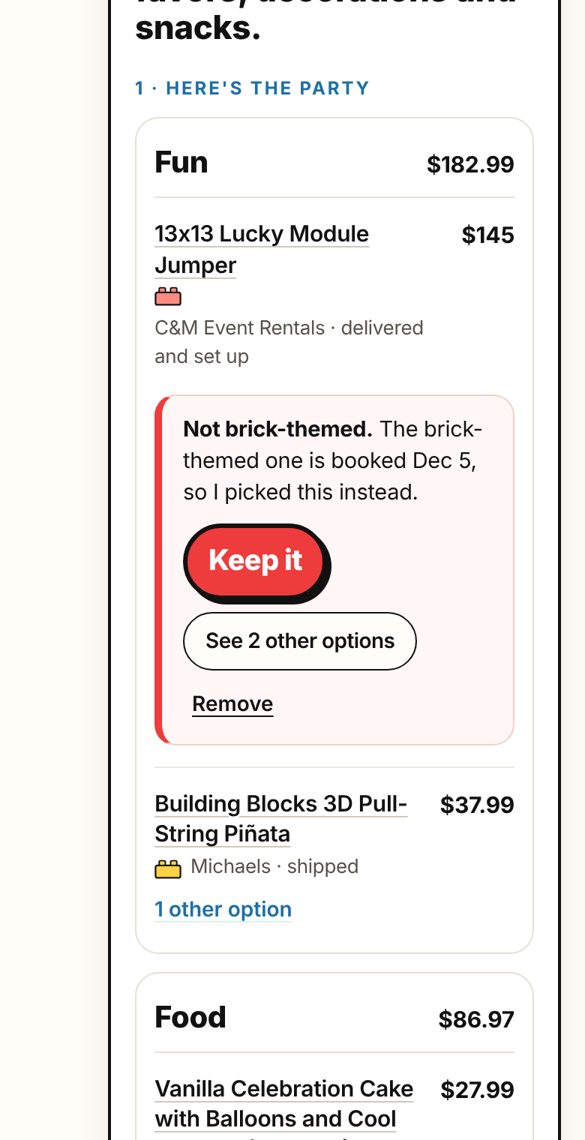 snacks.
1 · HERE'S THE PARTY
Fun
$182.99
13x13 Lucky Module
Jumper
$145
C&M Event Rentals · delivered
and set up
Not brick-themed. The brick-
themed one is booked Dec 5,
so I picked this instead.
Keep it
See 2 other options
Remove
Building Blocks 3D Pull-
String Piñata
$37.99
Michaels · shipped
1 other option
Food
$86.97
Vanilla Celebration Cake
with Balloons and Cool
$27.99